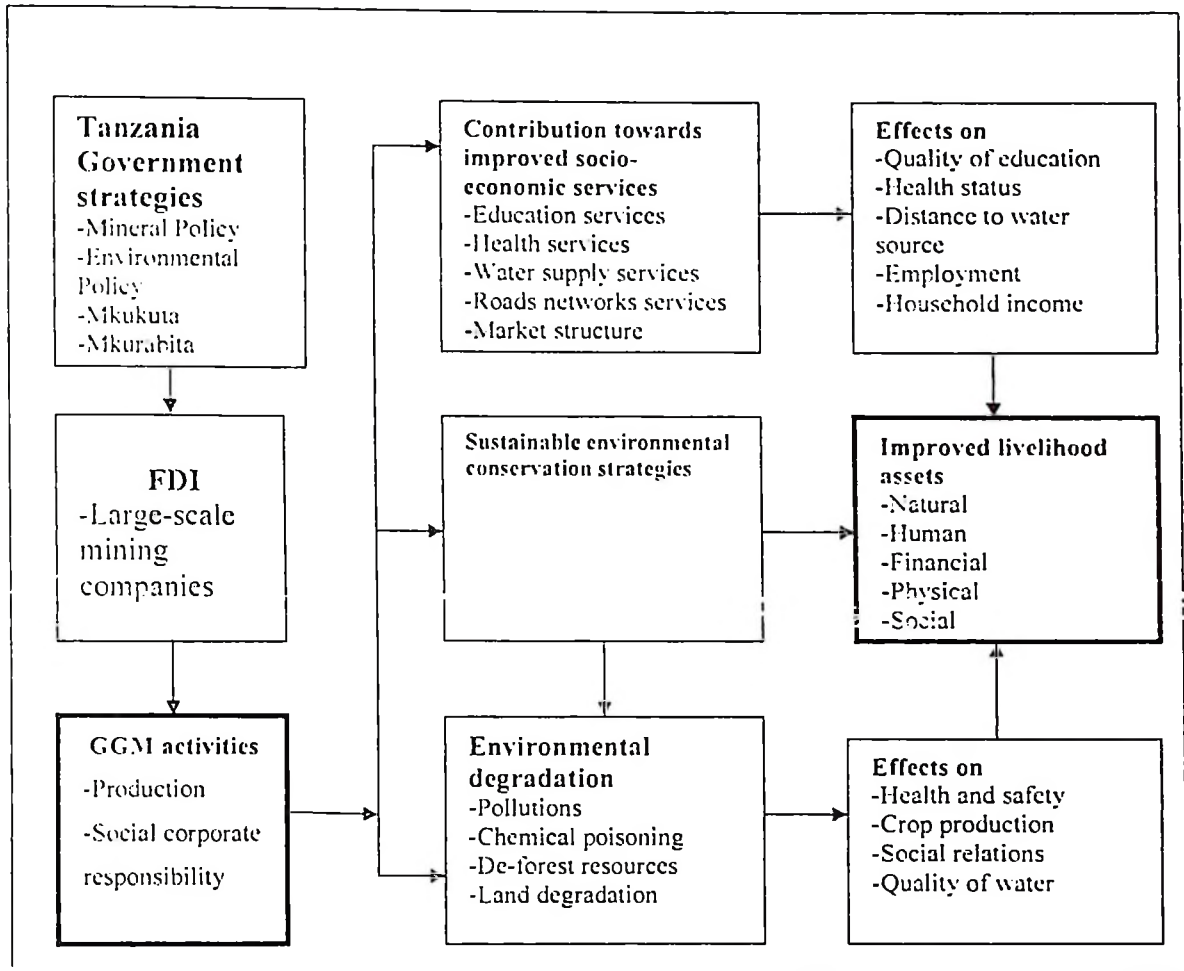 Tanzania
Government
strategies
-Mineral Policy
-Environmental
Policy
-Mkukuta
-Mkurabita
FDI
-Large-scale
mining
companies
GGM activities
-Production
-Social corporate
responsibility
Contribution towards
improved socio-
economic services
-Education services
-Health services
-Water supply services
-Roads networks services
-Market structure
Sustainable environmental
conservation strategies
Environmental
degradation
-Pollutions
-Chemical poisoning
-De-forest resources
-Land degradation
Effects on
-Quality of education
-Health status
-Distance to water
source
-Employment
-Household income
Improved livelihood
assets
-Natural
-Human
-Financial
-Physical
-Social
Effects on
-Health and safety
-Crop production
-Social relations
-Quality of water